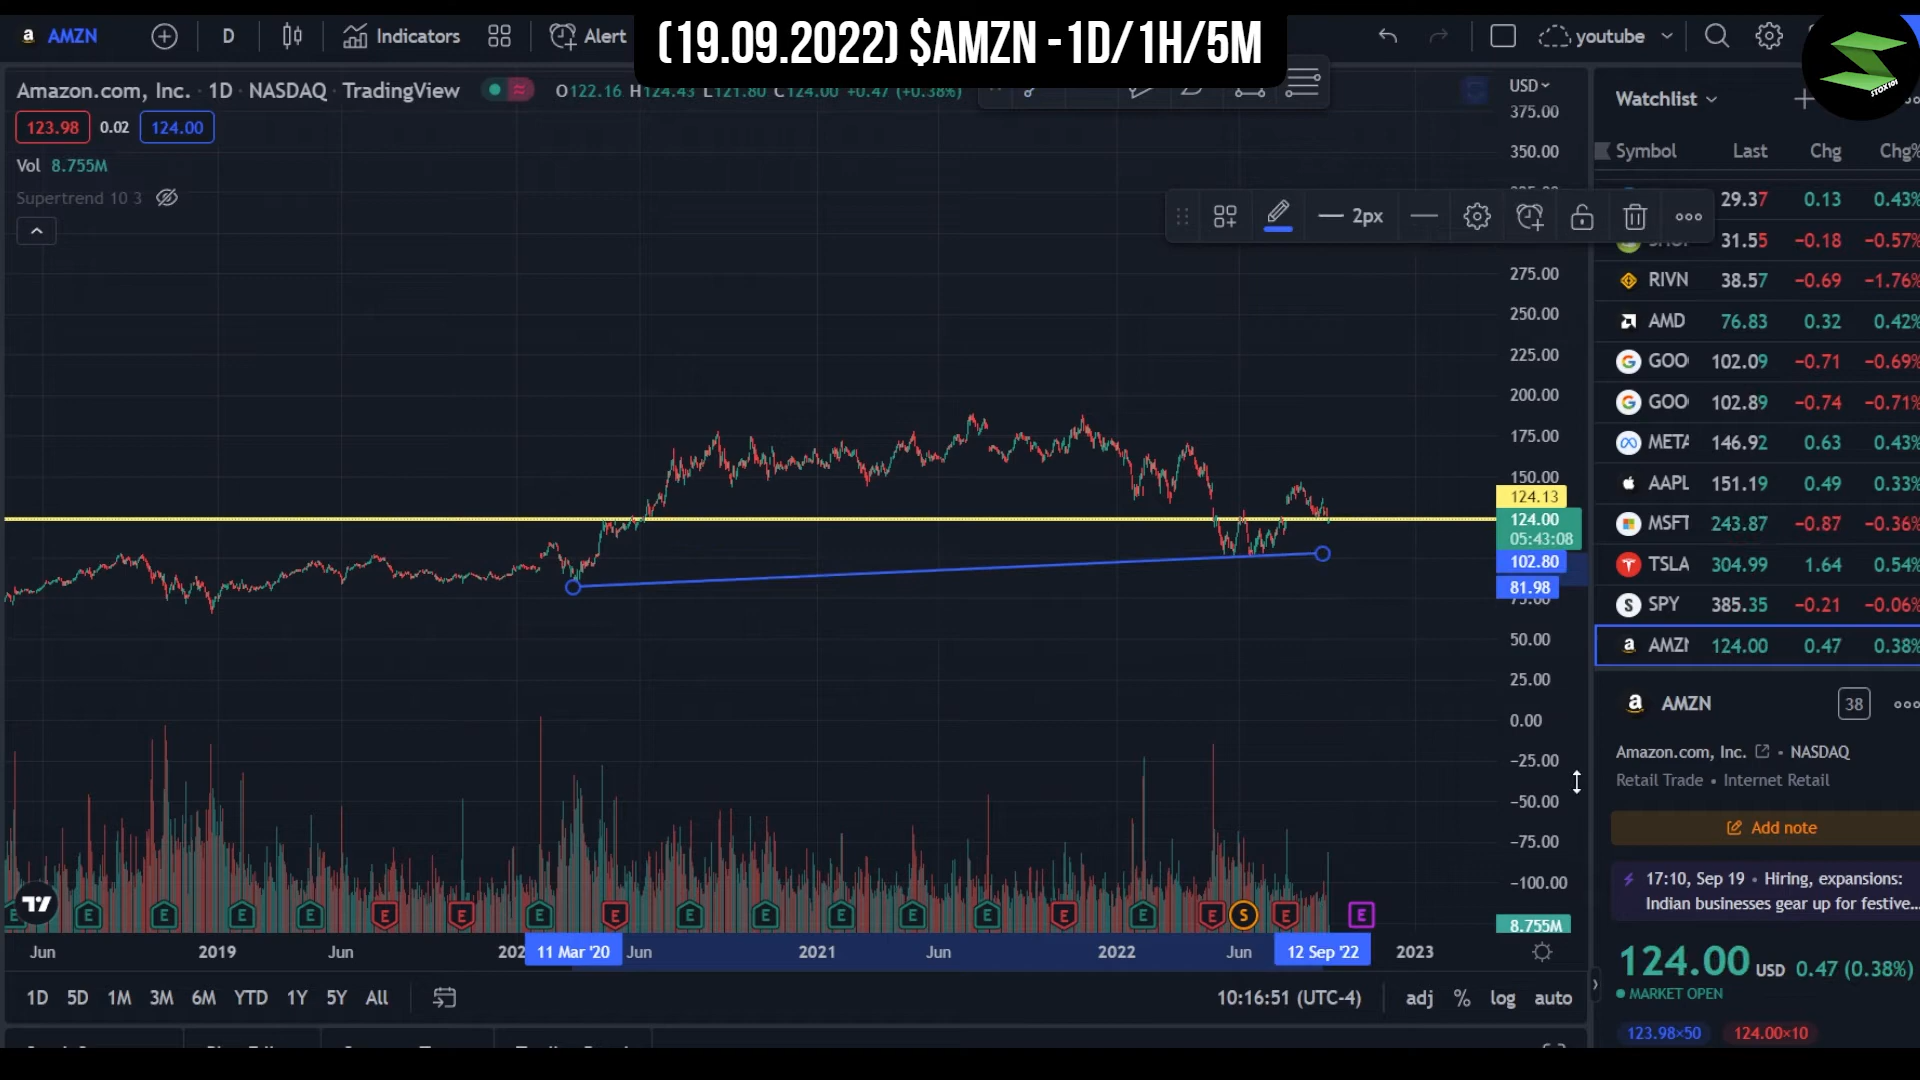 (19.09.2022) $AMZN -1D/1H/5M
a AMZN D Indicators Alert youtube
STOX101
Amazon.com, Inc. · 1D · NASDAQ · TradingView O122.16 H124.43 L121.80 C124.00 +0.47 (+0.38%)
123.98 0.02 124.00
Vol 8.755M
Supertrend 10 3
2px
USD
375.00
350.00
275.00
250.00
225.00
200.00
175.00
150.00
124.13
124.00
05:43:08
102.80
81.98
75.00
50.00
25.00
0.00
−25.00
−50.00
−75.00
−100.00
8.755M
E E E E E E E E E E E E E E E E E S E E
Jun 2019 Jun 202 11 Mar '20 Jun 2021 Jun 2022 Jun 12 Sep '22 2023
1D 5D 1M 3M 6M YTD 1Y 5Y All 10:16:51 (UTC-4) adj % log auto
Watchlist
Symbol Last Chg Chg%
29.37 0.13 0.43%
31.55 −0.18 −0.57%
RIVN 38.57 −0.69 −1.76%
AMD 76.83 0.32 0.42%
GOO 102.09 −0.71 −0.69%
GOO 102.89 −0.74 −0.71%
META 146.92 0.63 0.43%
AAPL 151.19 0.49 0.33%
MSFT 243.87 −0.87 −0.36%
TSLA 304.99 1.64 0.54%
SPY 385.35 −0.21 −0.06%
AMZN 124.00 0.47 0.38%
a AMZN 38
Amazon.com, Inc. • NASDAQ
Retail Trade • Internet Retail
Add note
17:10, Sep 19 • Hiring, expansions:
Indian businesses gear up for festive...
124.00 USD 0.47 (0.38%)
MARKET OPEN
123.98×50 124.00×10